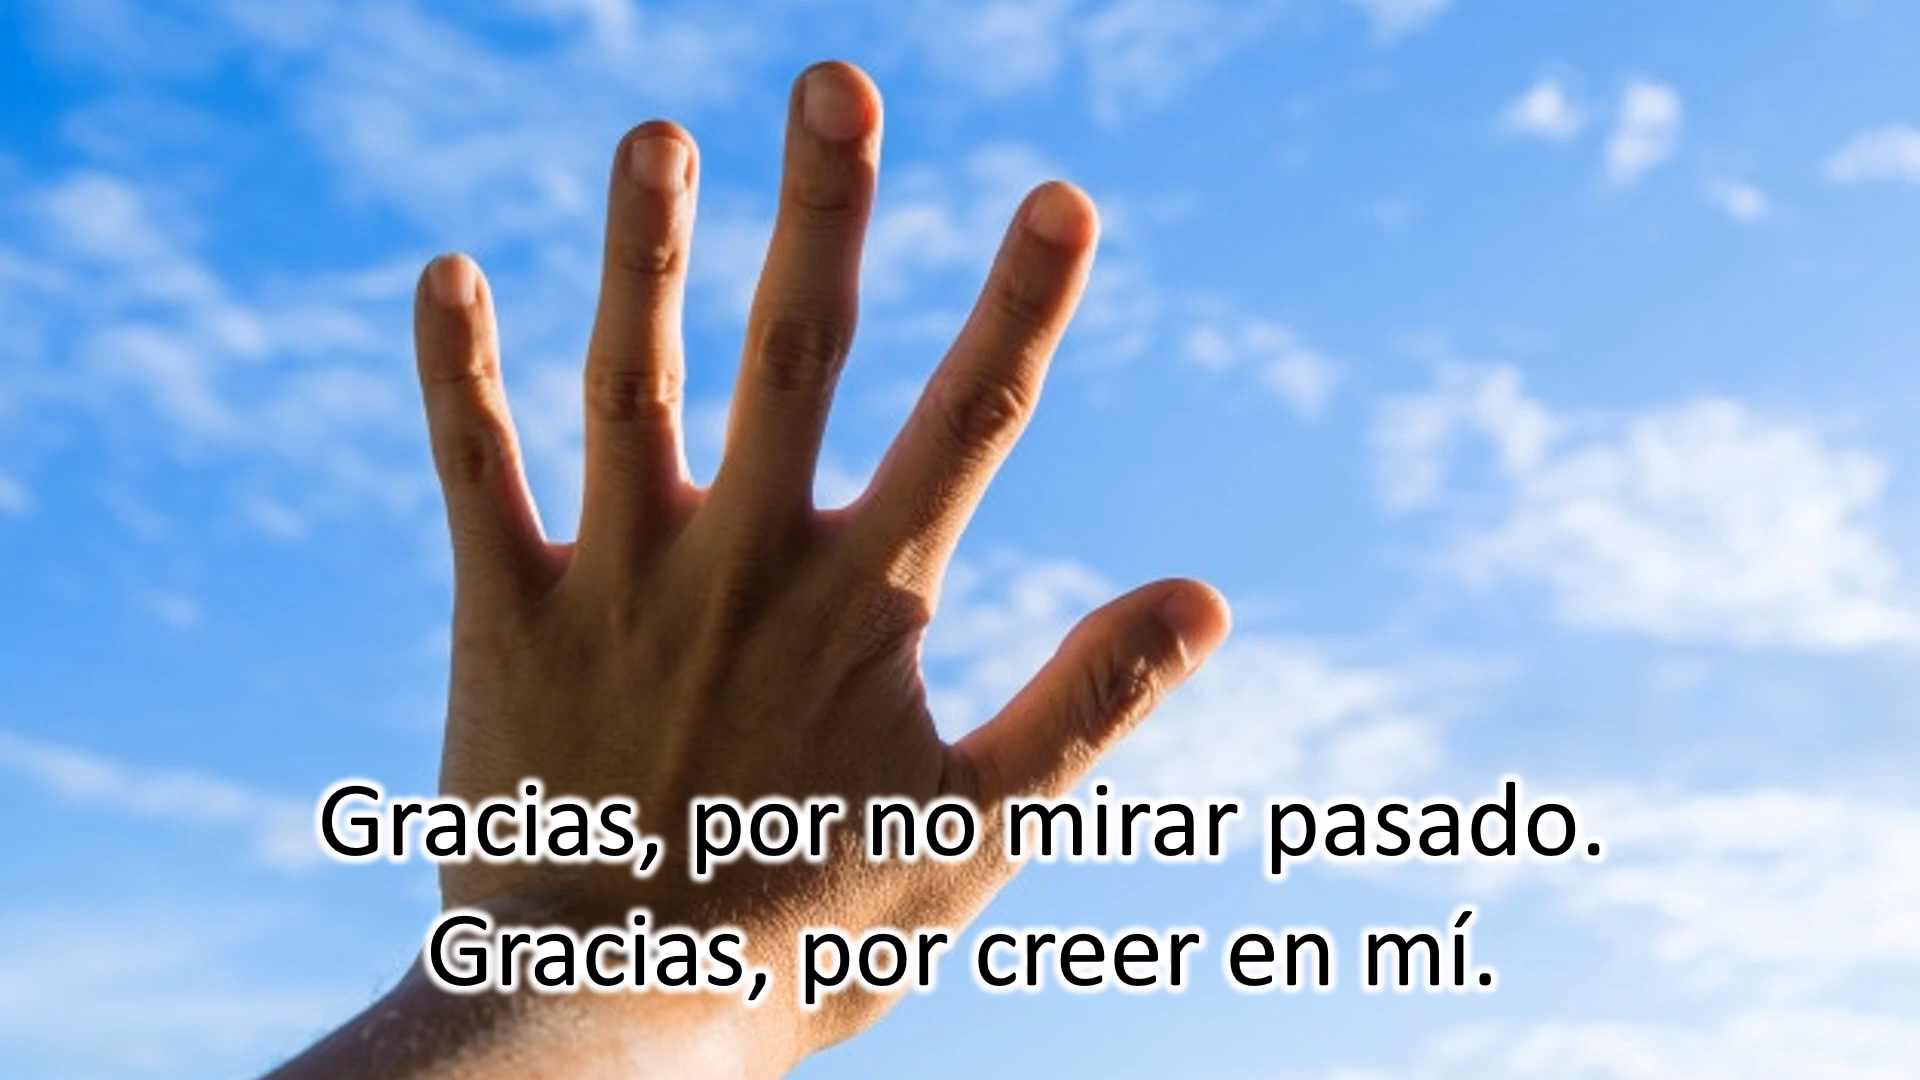 Gracias, por no mirar pasado.
Gracias, por creer en mí.